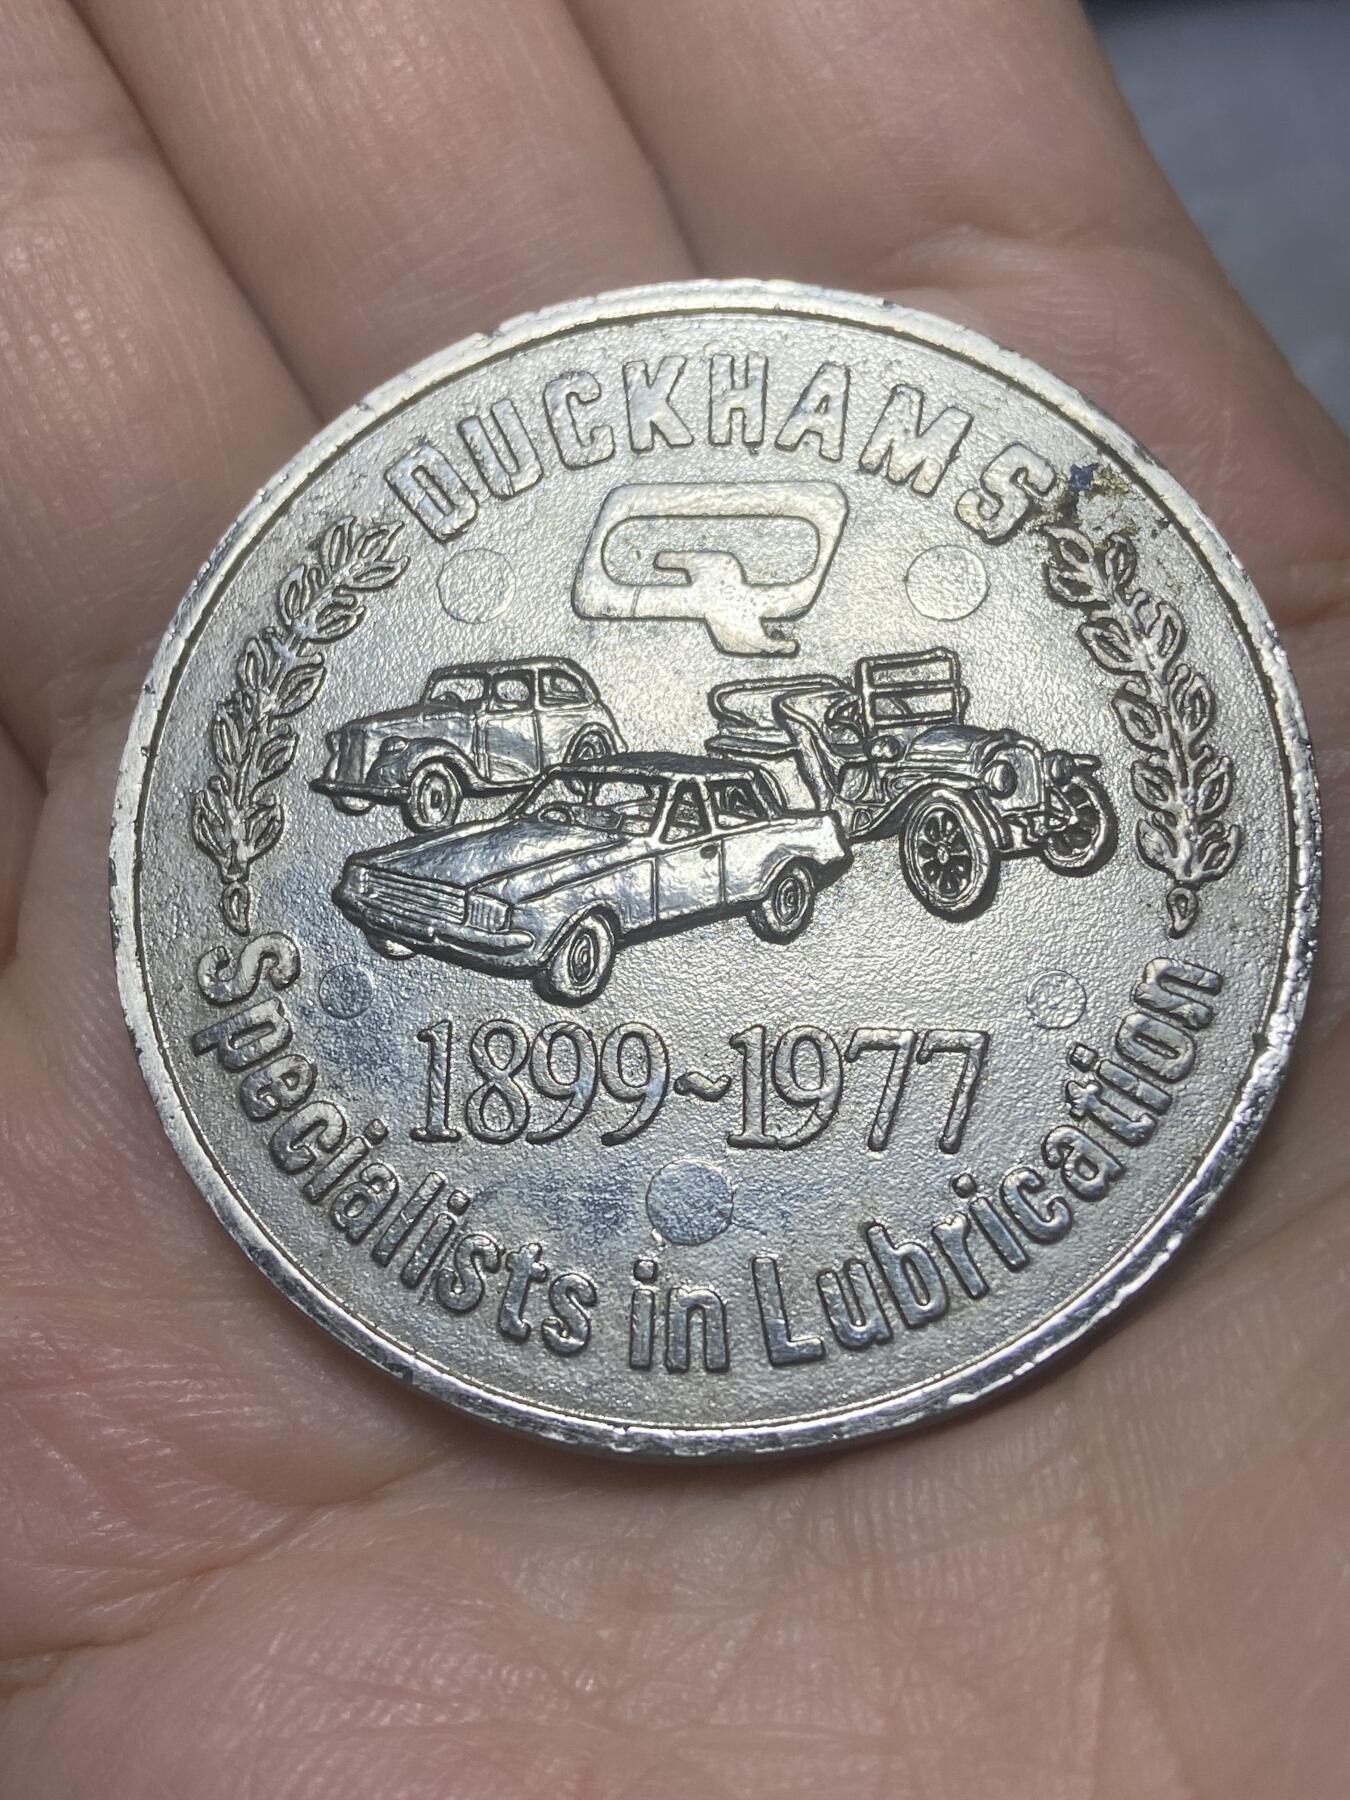 DUCKHAMS
Q
1899~1977
Specialists in Lubrication